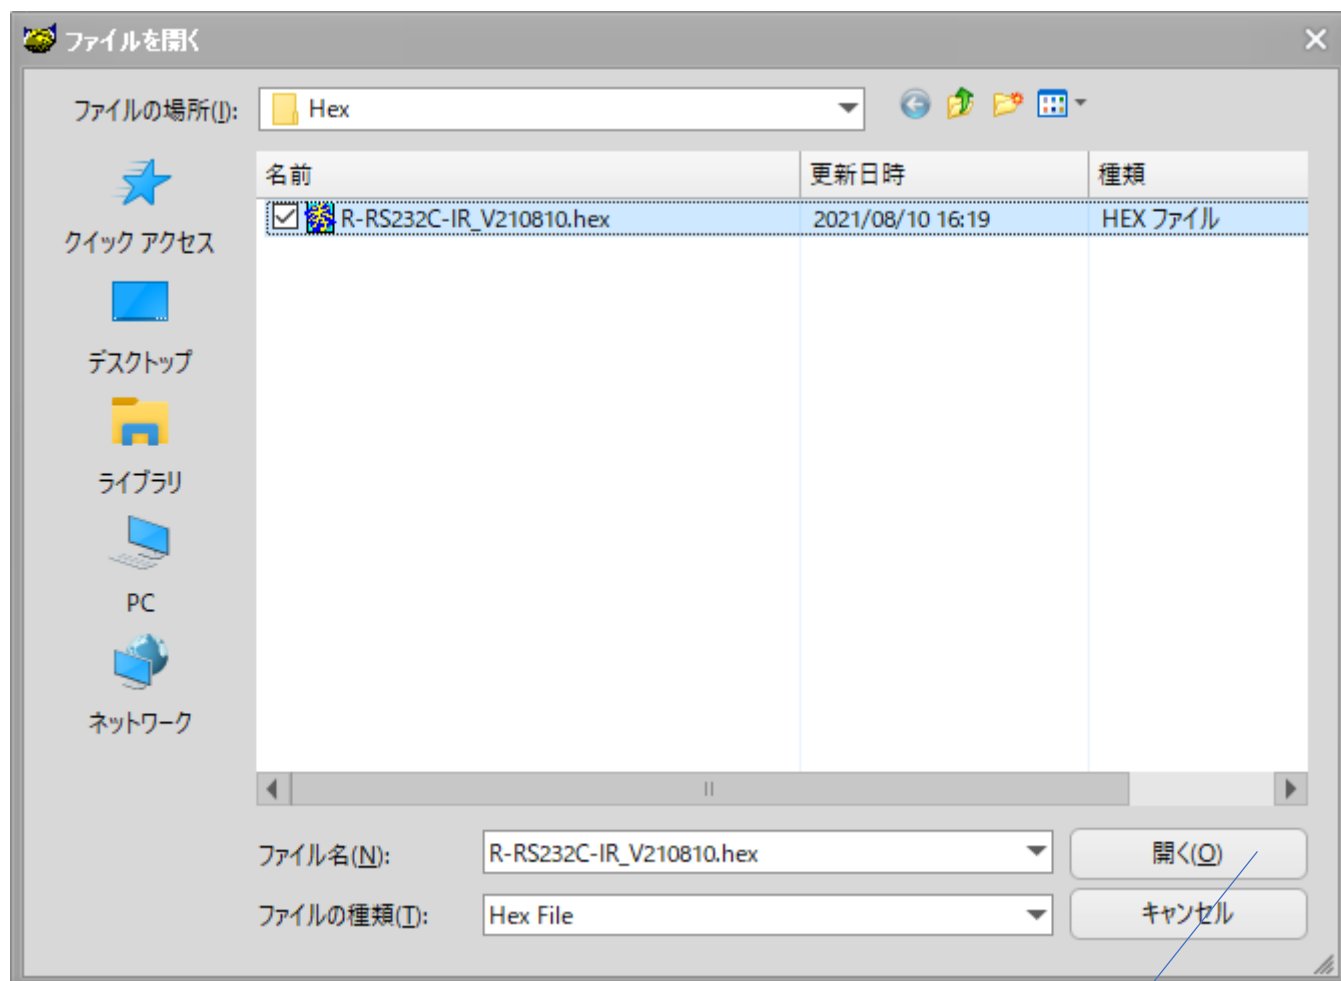 ファイルを開く
ファイルの場所(I):
Hex
名前
更新日時
種類
R-RS232C-IR_V210810.hex
2021/08/10 16:19
HEX ファイル
クイック アクセス
デスクトップ
ライブラリ
PC
ネットワーク
ファイル名(N):
R-RS232C-IR_V210810.hex
開く(O)
ファイルの種類(T):
Hex File
キャンセル